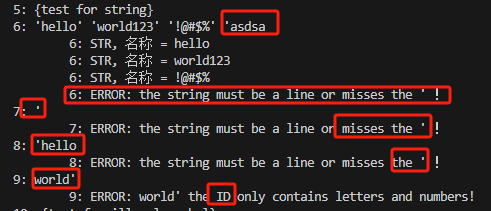 5: {test for string}
6: 'hello' 'world123' '!@#$%' 'asdsa
6: STR, 名称 = hello
6: STR, 名称 = world123
6: STR, 名称 = !@#$%
6: ERROR: the string must be a line or misses the ' !
7: '
7: ERROR: the string must be a line or misses the ' !
8: 'hello
8: ERROR: the string must be a line or misses the ' !
9: world'
9: ERROR: world' the ID only contains letters and numbers!